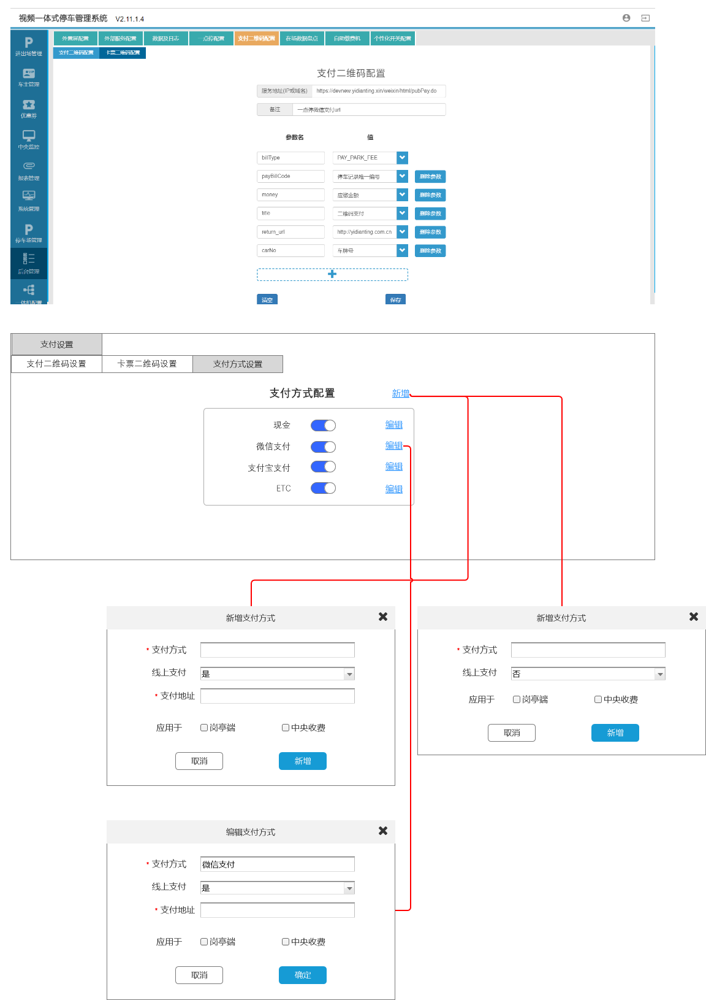 视频一体式停车管理系统 V2.11.1.4
P
进出场管理
车主管理
优惠券
中央监控
报表管理
系统管理
P
停车场管理
后台管理
一体机配置
外置屏配置 外部服务配置 数据及日志 一点停配置 支付二维码配置 在场数据盘点 自助缴费机 个性化开关配置
支付二维码配置 卡票二维码配置
支付二维码配置
服务地址(IP或域名) https://devnew.yidianting.xin/weixin/html/pubPay.do
备注 一点停微信支付url
参数名 值
billType PAY_PARK_FEE
payBillCode 停车记录唯一编号 删除参数
money 应缴金额 删除参数
title 二维码支付 删除参数
return_url http://yidianting.com.cn 删除参数
carNo 车牌号 删除参数
清空 保存
支付设置
支付二维码设置 卡票二维码设置 支付方式设置
支付方式配置 新增
现金 编辑
微信支付 编辑
支付宝支付 编辑
ETC 编辑
新增支付方式
* 支付方式
线上支付 是
* 支付地址
应用于 岗亭端 中央收费
取消 新增
新增支付方式
* 支付方式
线上支付 否
应用于 岗亭端 中央收费
取消 新增
编辑支付方式
* 支付方式 微信支付
线上支付 是
* 支付地址
应用于 岗亭端 中央收费
取消 确定